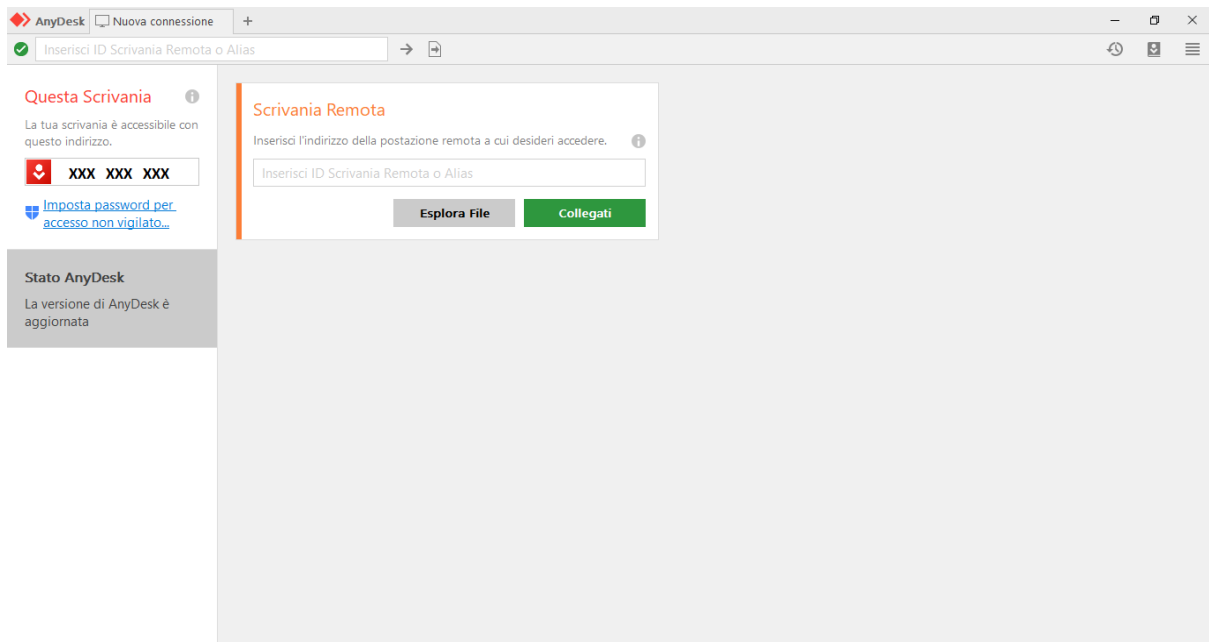 AnyDesk Nuova connessione +
Inserisci ID Scrivania Remota o Alias
Questa Scrivania
La tua scrivania è accessibile con
questo indirizzo.
XXX XXX XXX
Imposta password per
accesso non vigilato...
Stato AnyDesk
La versione di AnyDesk è
aggiornata
Scrivania Remota
Inserisci l'indirizzo della postazione remota a cui desideri accedere.
Inserisci ID Scrivania Remota o Alias
Esplora File Collegati